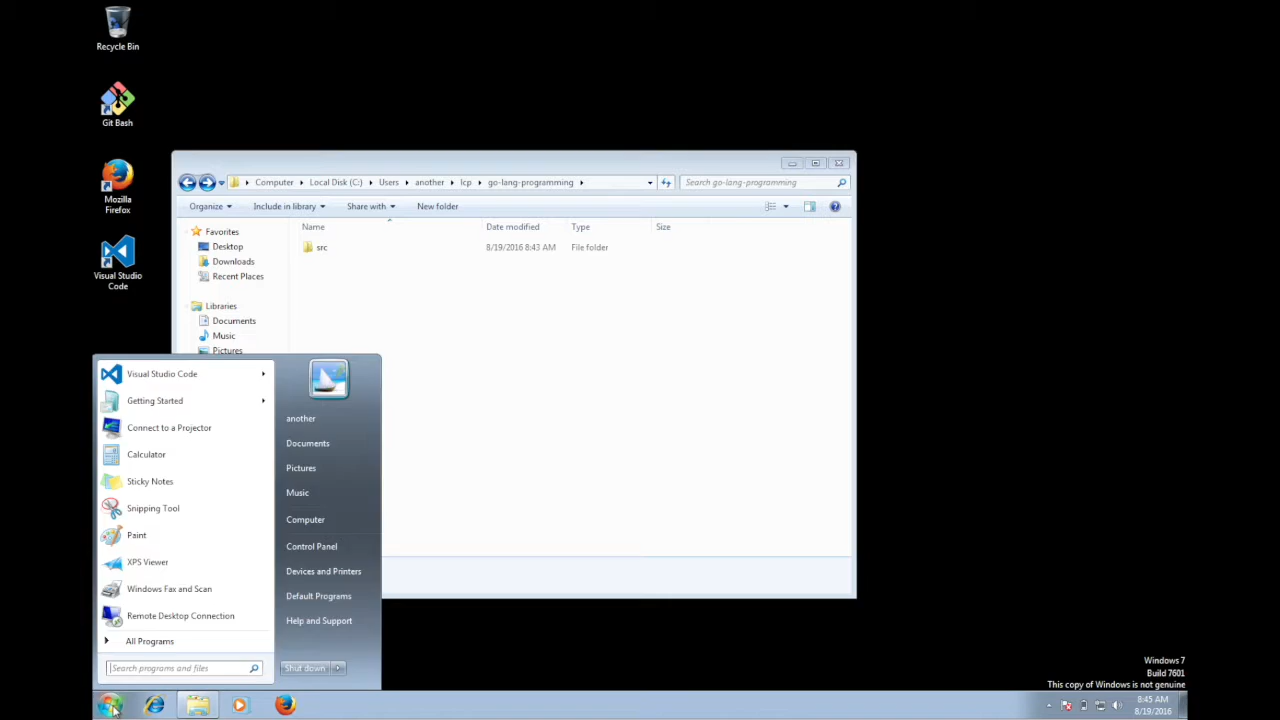 Recycle Bin
Git Bash
Mozilla
Firefox
Visual Studio
Code
Computer Local Disk (C:) Users another lcp go-lang-programming
Search go-lang-programming
Organize Include in library Share with New folder
Name Date modified Type Size
src 8/19/2016 8:43 AM File folder
Favorites
Desktop
Downloads
Recent Places
Libraries
Documents
Music
Pictures
Visual Studio Code
Getting Started
Connect to a Projector
Calculator
Sticky Notes
Snipping Tool
Paint
XPS Viewer
Windows Fax and Scan
Remote Desktop Connection
All Programs
Search programs and files
another
Documents
Pictures
Music
Computer
Control Panel
Devices and Printers
Default Programs
Help and Support
Shut down
Windows 7
Build 7601
This copy of Windows is not genuine
8:45 AM
8/19/2016